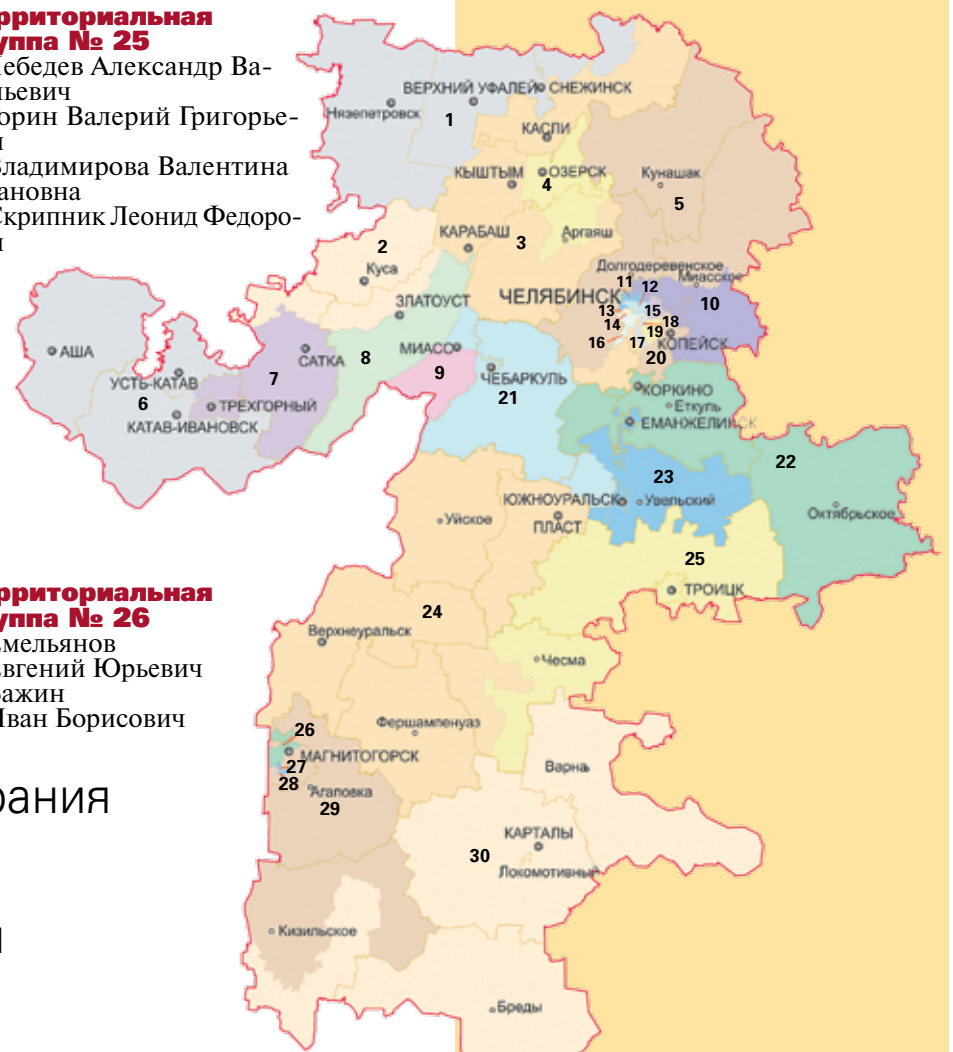 рриториальная
уппа № 25
ебедев Александр Ва-
ьевич
орин Валерий Григорье-
ладимирова Валентина
ановна
Скрипник Леонид Федоро-
рриториальная
уппа № 26
мельянов
Евгений Юрьевич
ажин
Иван Борисович
рания
ВЕРХНИЙ УФАЛЕЙ
СНЕЖИНСК
Нязепетровск
1
КАСЛИ
КЫШТЫМ
ОЗЕРСК
4
Кунашак
5
КАРАБАШ
3
Аргаяш
2
Куса
Долгодеревенское
Миасское
11
12
ЧЕЛЯБИНСК
10
ЗЛАТОУСТ
13
15
14
18
19
16
17
КОПЕЙСК
20
АША
САТКА
8
МИАСС
9
7
ЧЕБАРКУЛЬ
21
УСТЬ-КАТАВ
6
ТРЕХГОРНЫЙ
КАТАВ-ИВАНОВСК
КОРКИНО
Еткуль
ЕМАНЖЕЛИНСК
22
23
ЮЖНОУРАЛЬСК
Увельский
Октябрьское
Уйское
ПЛАСТ
25
ТРОИЦК
24
Верхнеуральск
Чесма
Фершампенуаз
26
МАГНИТОГОРСК
27
28
Агаповка
29
Варна
КАРТАЛЫ
30
Локомотивный
Кизильское
Бреды